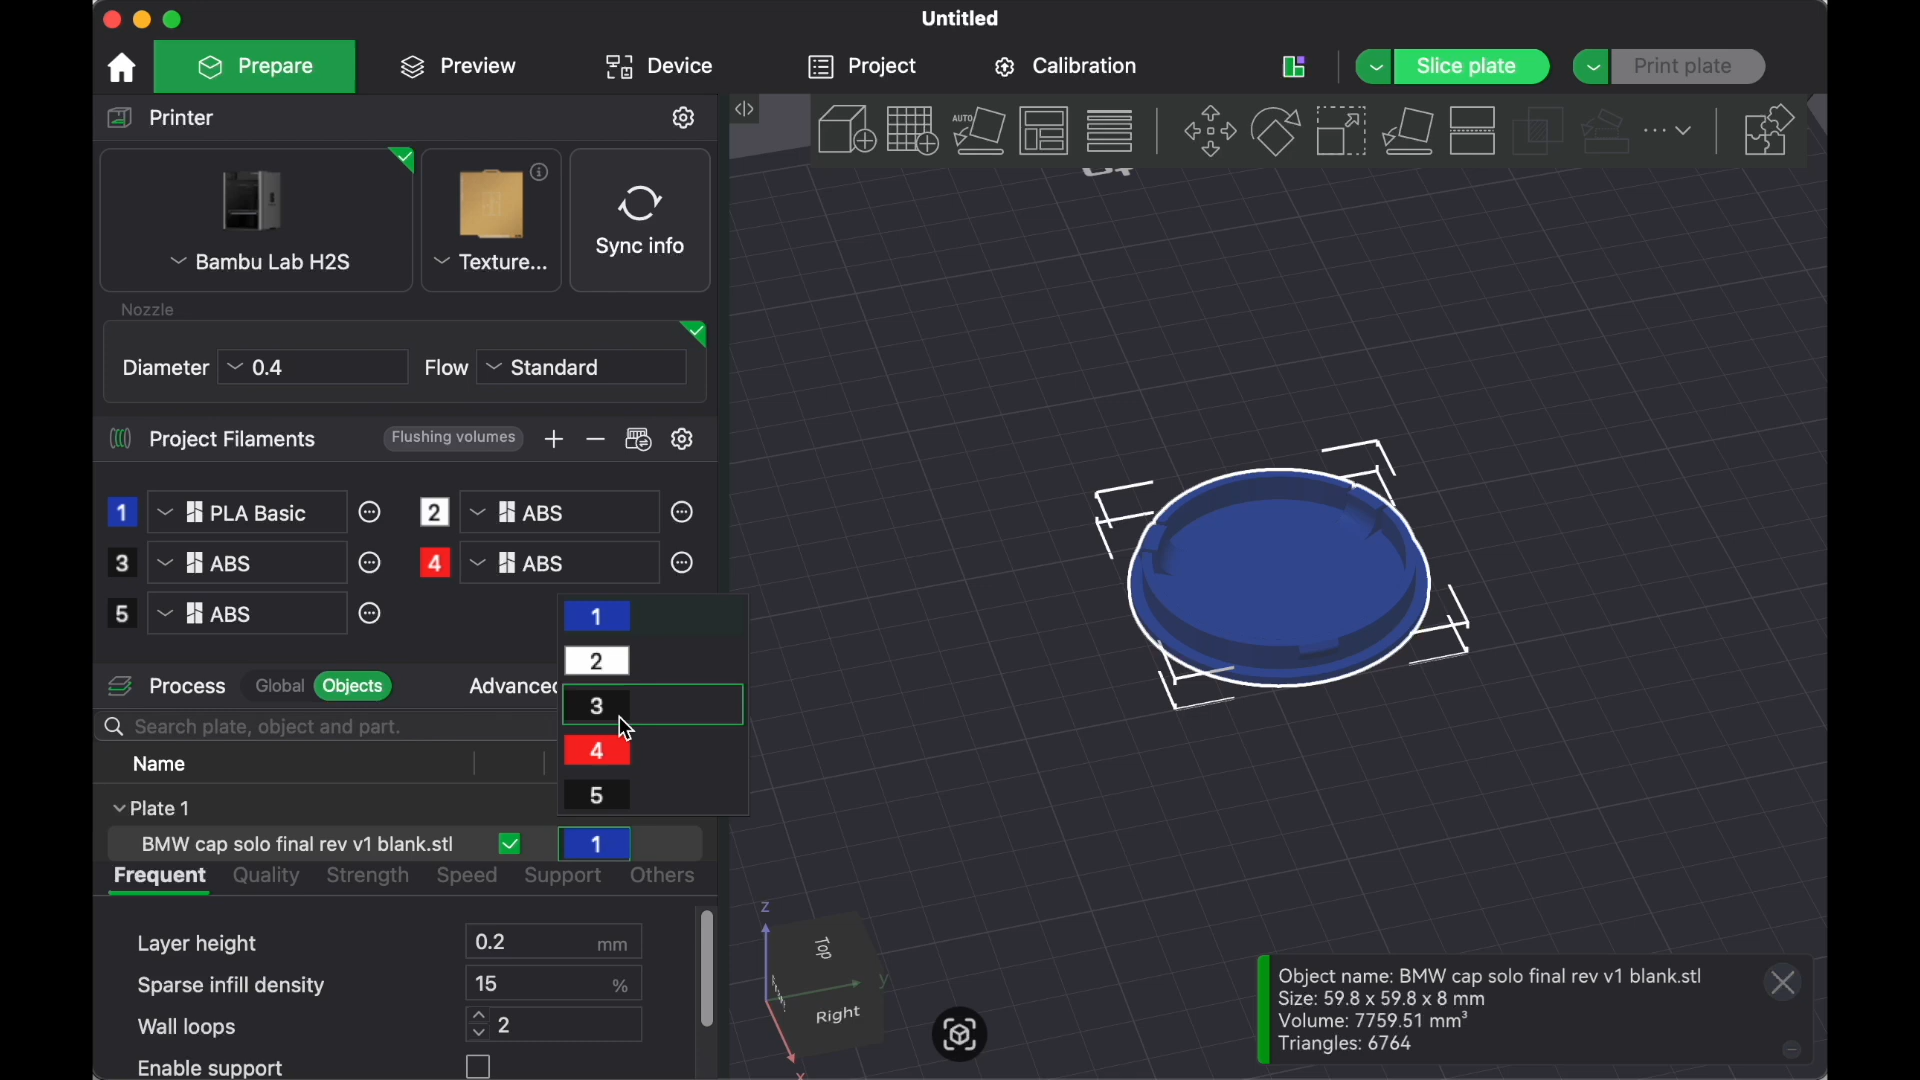 Untitled
Prepare
Preview
Device
Project
Calibration
Slice plate
Print plate
Printer
AUTO
Bambu Lab H2S
Texture...
Sync info
Nozzle
Diameter 0.4 Flow Standard
Project Filaments Flushing volumes
1 PLA Basic 2 ABS
3 ABS 4 ABS
5 ABS
1
2
3
4
5
Process Global Objects Advanced
Search plate, object and part.
Name
Plate 1
BMW cap solo final rev v1 blank.stl 1
Frequent Quality Strength Speed Support Others
Layer height 0.2 mm
Sparse infill density 15 %
Wall loops 2
Enable support
z
Top
y
Right
x
Object name: BMW cap solo final rev v1 blank.stl
Size: 59.8 x 59.8 x 8 mm
Volume: 7759.51 mm³
Triangles: 6764